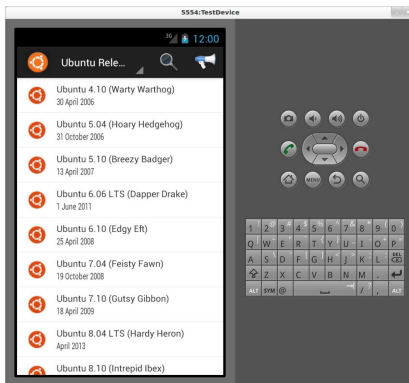 5554:TestDevice
3G 12:00
Ubuntu Rele...
Ubuntu 4.10 (Warty Warthog)
30 April 2006
Ubuntu 5.04 (Hoary Hedgehog)
31 October 2006
Ubuntu 5.10 (Breezy Badger)
13 April 2007
Ubuntu 6.06 LTS (Dapper Drake)
1 June 2011
Ubuntu 6.10 (Edgy Eft)
25 April 2008
Ubuntu 7.04 (Feisty Fawn)
19 October 2008
Ubuntu 7.10 (Gutsy Gibbon)
18 April 2009
Ubuntu 8.04 LTS (Hardy Heron)
April 2013
Ubuntu 8.10 (Intrepid Ibex)
MENU
1 2 3 4 5 6 7 8 9 0
Q W E R T Y U I O P
A S D F G H J K L DEL
Z X C V B N M .
ALT SYM @ / ? , ALT